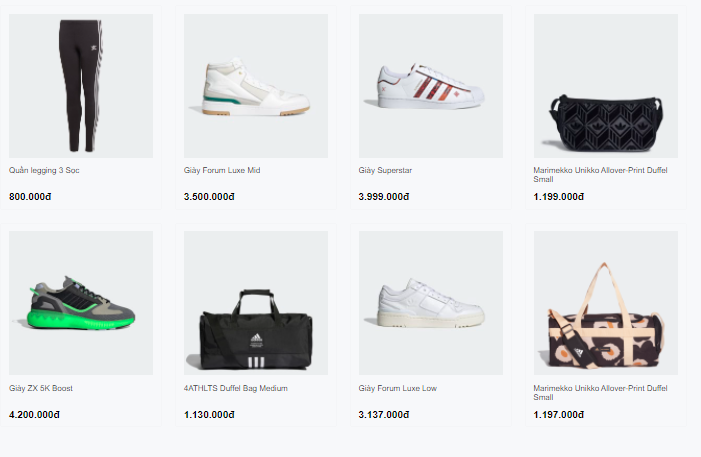 Quần legging 3 Sọc
Giày Forum Luxe Mid
Giày Superstar
Marimekko Unikko Allover-Print Duffel
Small
800.000đ
3.500.000đ
3.999.000đ
1.199.000đ
Giày ZX 5K Boost
4ATHLTS Duffel Bag Medium
Giày Forum Luxe Low
Marimekko Unikko Allover-Print Duffel
Small
4.200.000đ
1.130.000đ
3.137.000đ
1.197.000đ